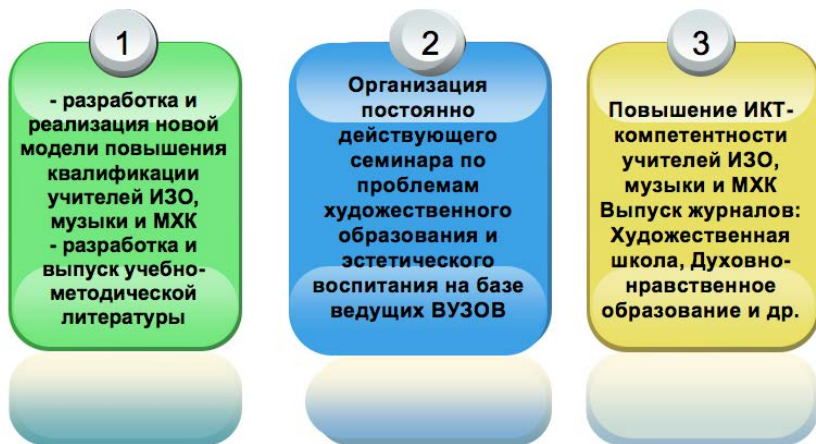 1
- разработка и
реализация новой
модели повышения
квалификации
учителей ИЗО,
музыки и МХК
- разработка и
выпуск учебно-
методической
литературы
2
Организация
постоянно
действующего
семинара по
проблемам
художественного
образования и
эстетического
воспитания на базе
ведущих ВУЗОВ
3
Повышение ИКТ-
компетентности
учителей ИЗО,
музыки и МХК
Выпуск журналов:
Художественная
школа, Духовно-
нравственное
образование и др.